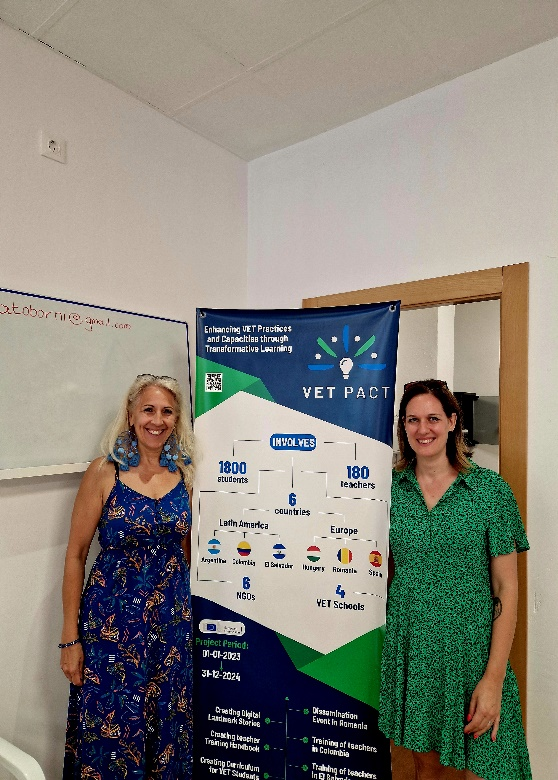 atoborni@gmail.com
Enhancing VET Practices
and Capacities through
Transformative Learning
VET PACT
INVOLVES
1800
students
180
teachers
6
countries
Latin America
Europe
Argentina
Colombia
El Salvador
Hungary
Romania
Spain
6
NGOs
4
VET Schools
Project Period:
01-01-2023
31-12-2024
Creating Digital
Landmark Stories
Creating teacher
Training Handbook
Creating Curriculum
for VET Students
Dissemination
Event in Romania
Training of teachers
in Colombia
Training of teachers
in El Salvador